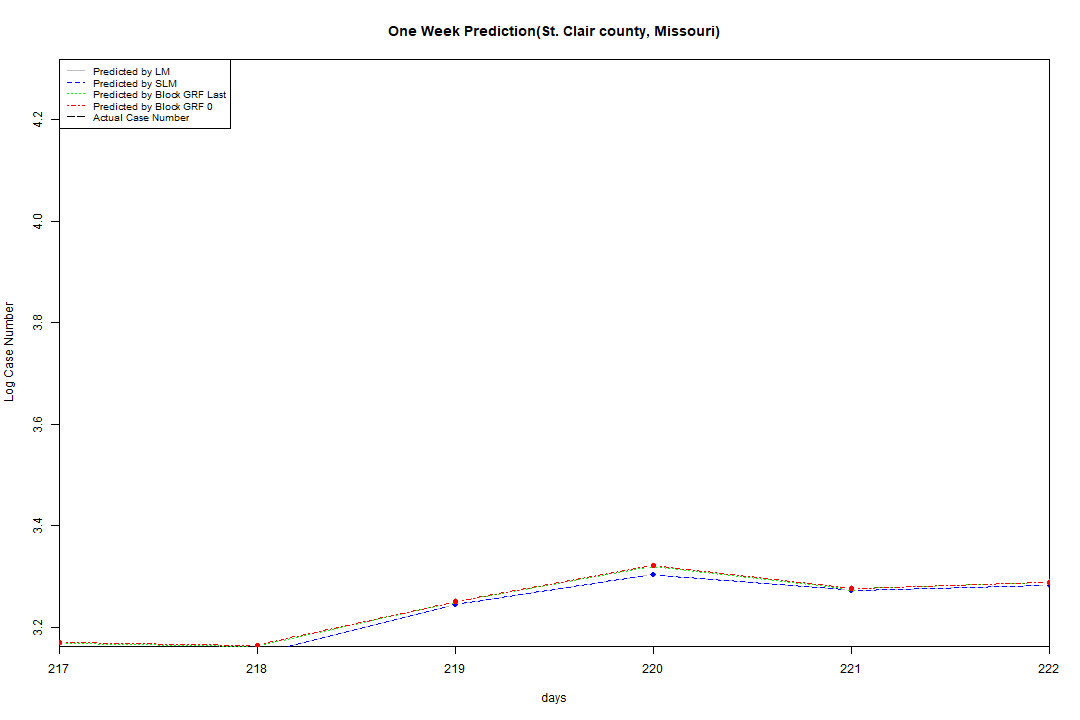 One Week Prediction(St. Clair county, Missouri)
Predicted by LM
Predicted by SLM
Predicted by Block GRF Last
Predicted by Block GRF 0
Actual Case Number
4.2
4.0
3.8
3.6
3.4
3.2
Log Case Number
217 218 219 220 221 222
days